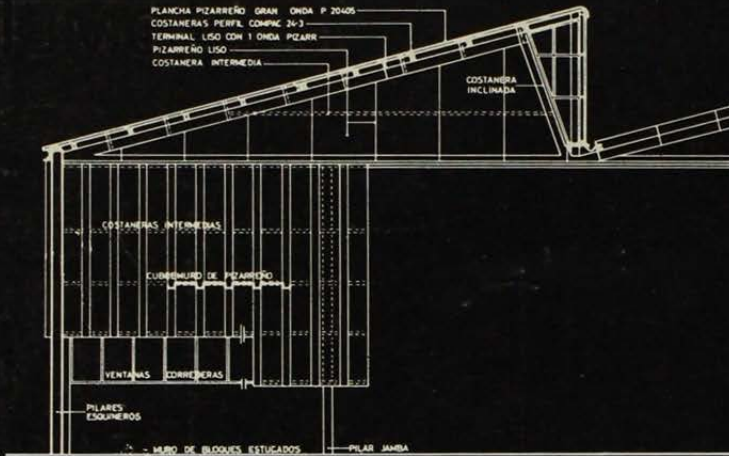 PLANCHA PIZARREÑO GRAN ONDA P 20405
COSTANERAS PERFIL COMPAC 24-3
TERMINAL LISO CON 1 ONDA PIZARR
PIZARREÑO LISO
COSTANERA INTERMEDIA
COSTANERA
INCLINADA
COSTANERAS INTERMEDIAS
CUBREMURO DE PIZARREÑO
VENTANAS CORREDERAS
PILARES
ESQUINEROS
- MURO DE BLOQUES ESTUCADOS
PILAR JAMBA